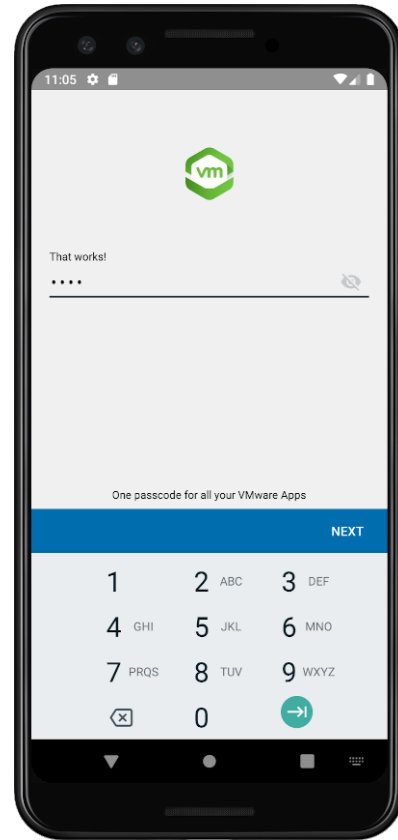 11:05
vm
That works!
••••
One passcode for all your VMware Apps
NEXT
1 2 ABC 3 DEF
4 GHI 5 JKL 6 MNO
7 PRQS 8 TUV 9 WXYZ
0